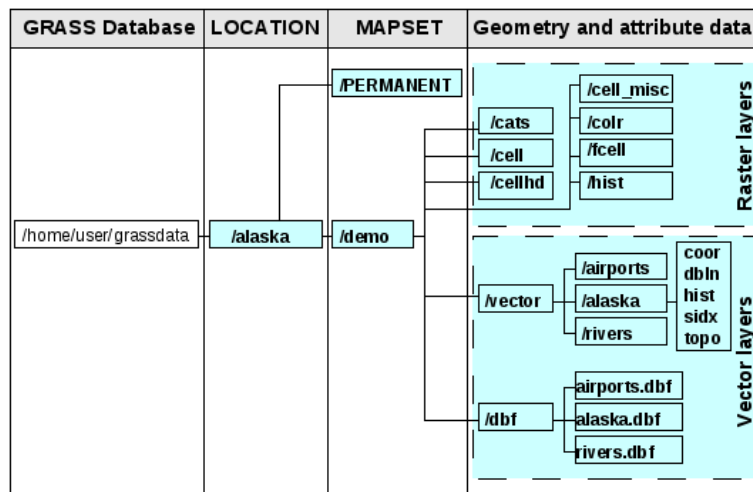 GRASS Database
LOCATION
MAPSET
Geometry and attribute data
/home/user/grassdata
/alaska
/PERMANENT
/demo
/cats
/cell
/cellhd
/cell_misc
/colr
/fcell
/hist
Raster layers
/vector
/airports
/alaska
/rivers
coor
dbln
hist
sidx
topo
/dbf
airports.dbf
alaska.dbf
rivers.dbf
Vector layers